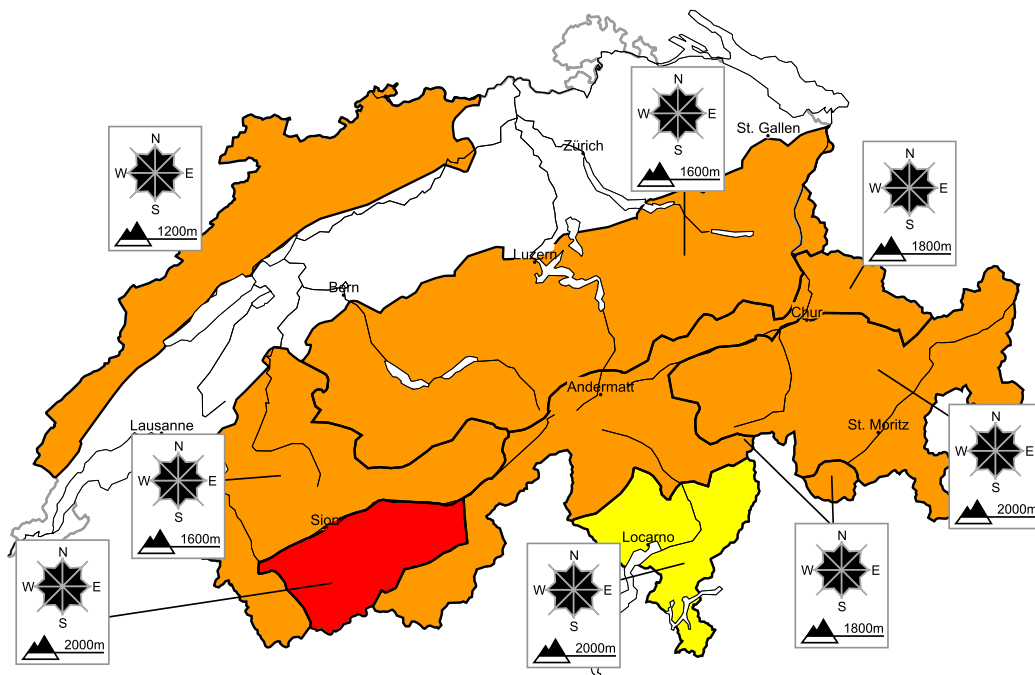 N
W E
S
1600m
St. Gallen
Zürich
N
W E
S
1200m
N
W E
S
1800m
Luzern
Bern
Chur
Andermatt
St. Moritz
Lausanne
N
W E
S
1600m
N
W E
S
2000m
Sion
Locarno
N
W E
S
2000m
N
W E
S
2000m
N
W E
S
1800m